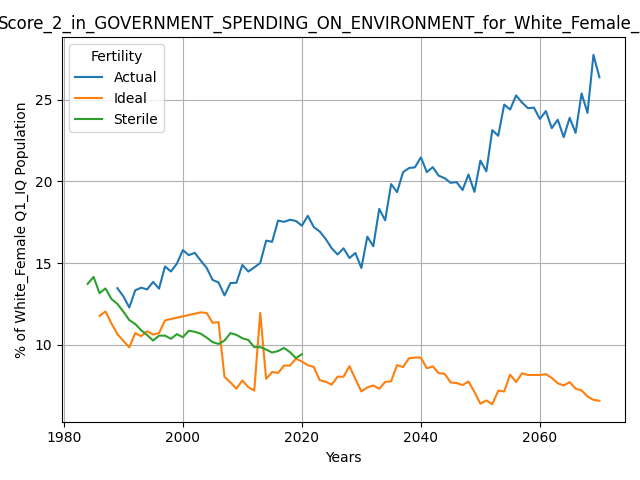 Score_2_in_GOVERNMENT_SPENDING_ON_ENVIRONMENT_for_White_Female_
Fertility
Actual
Ideal
Sterile
% of White_Female Q1_IQ Population
25
20
15
10
1980
2000
2020
2040
2060
Years